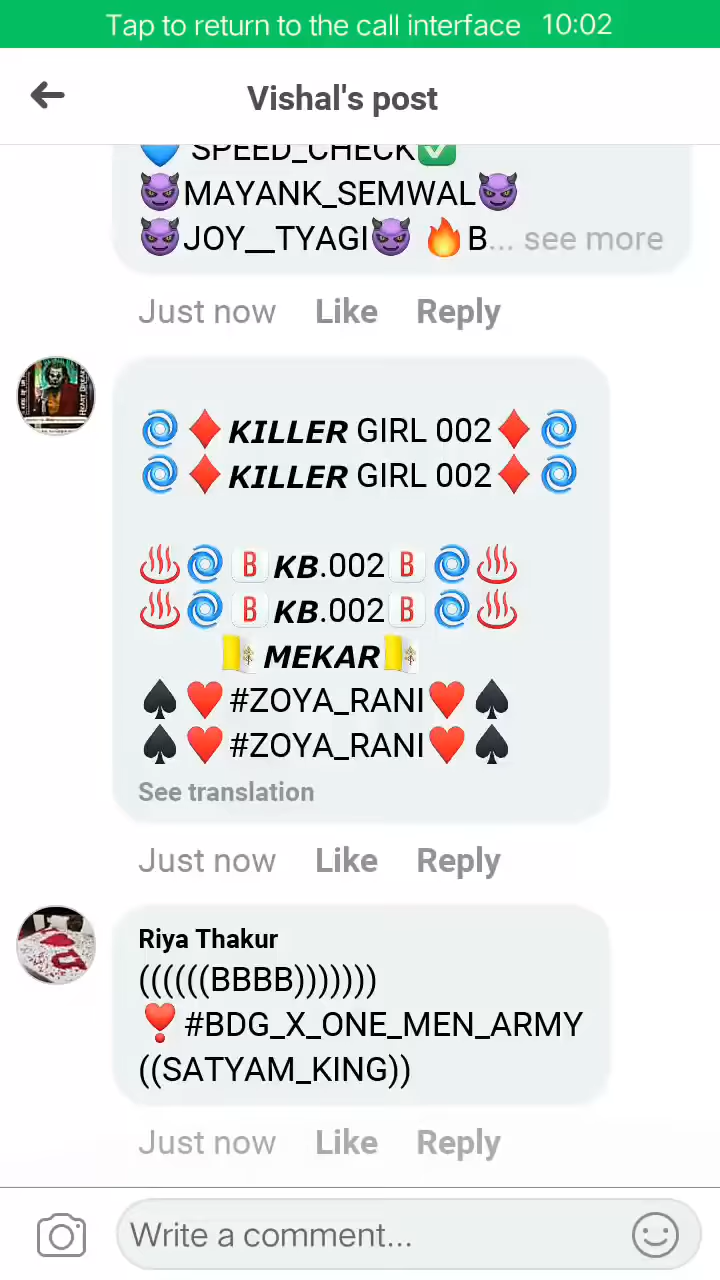 Tap to return to the call interface 10:02
Vishal's post
💙 SPEED_CHECK✅
😈MAYANK_SEMWAL😈
😈JOY__TYAGI😈 🔥B... see more
Just now Like Reply
🌀♦️𝙆𝙄𝙇𝙇𝙀𝙍 GIRL 002♦️🌀
🌀♦️𝙆𝙄𝙇𝙇𝙀𝙍 GIRL 002♦️🌀
♨️🌀🇧𝙆𝘽.002🇧🌀♨️
♨️🌀🇧𝙆𝘽.002🇧🌀♨️
🇻🇦𝙈𝙀𝙆𝘼𝙍🇻🇦
♠️❤️#ZOYA_RANI❤️♠️
♠️❤️#ZOYA_RANI❤️♠️
See translation
Just now Like Reply
Riya Thakur
((((((BBBB)))))))
❣️#BDG_X_ONE_MEN_ARMY
((SATYAM_KING))
Just now Like Reply
Write a comment...